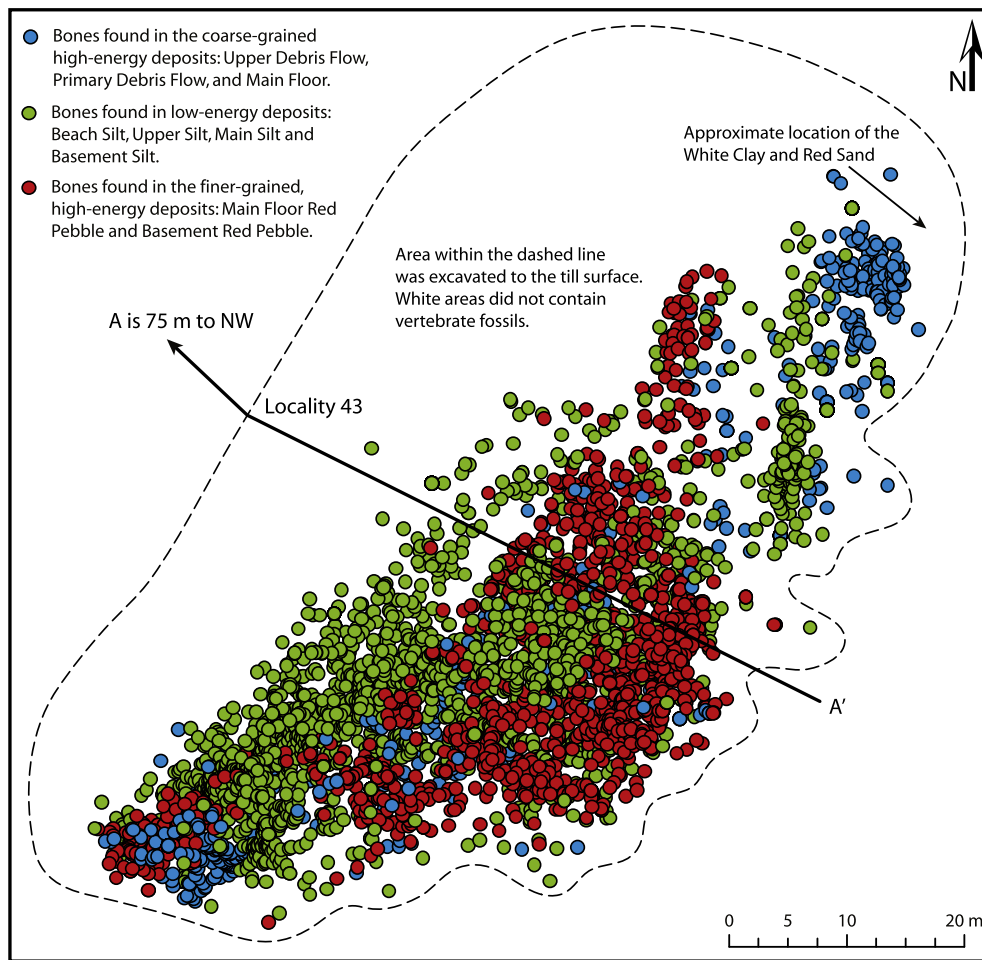 Bones found in the coarse-grained
high-energy deposits: Upper Debris Flow,
Primary Debris Flow, and Main Floor.
Bones found in low-energy deposits:
Beach Silt, Upper Silt, Main Silt and
Basement Silt.
Bones found in the finer-grained,
high-energy deposits: Main Floor Red
Pebble and Basement Red Pebble.
N
Approximate location of the
White Clay and Red Sand
Area within the dashed line
was excavated to the till surface.
White areas did not contain
vertebrate fossils.
A is 75 m to NW
Locality 43
A'
0 5 10 20 m